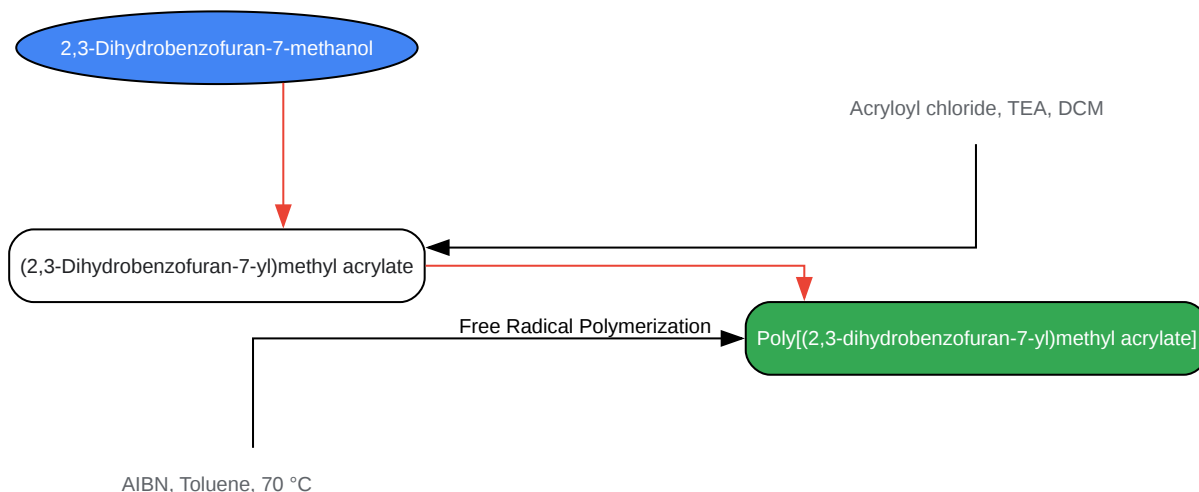 2,3-Dihydrobenzofuran-7-methanol
Acryloyl chloride, TEA, DCM
(2,3-Dihydrobenzofuran-7-yl)methyl acrylate
Free Radical Polymerization
Poly[(2,3-dihydrobenzofuran-7-yl)methyl acrylate]
AIBN, Toluene, 70 °C